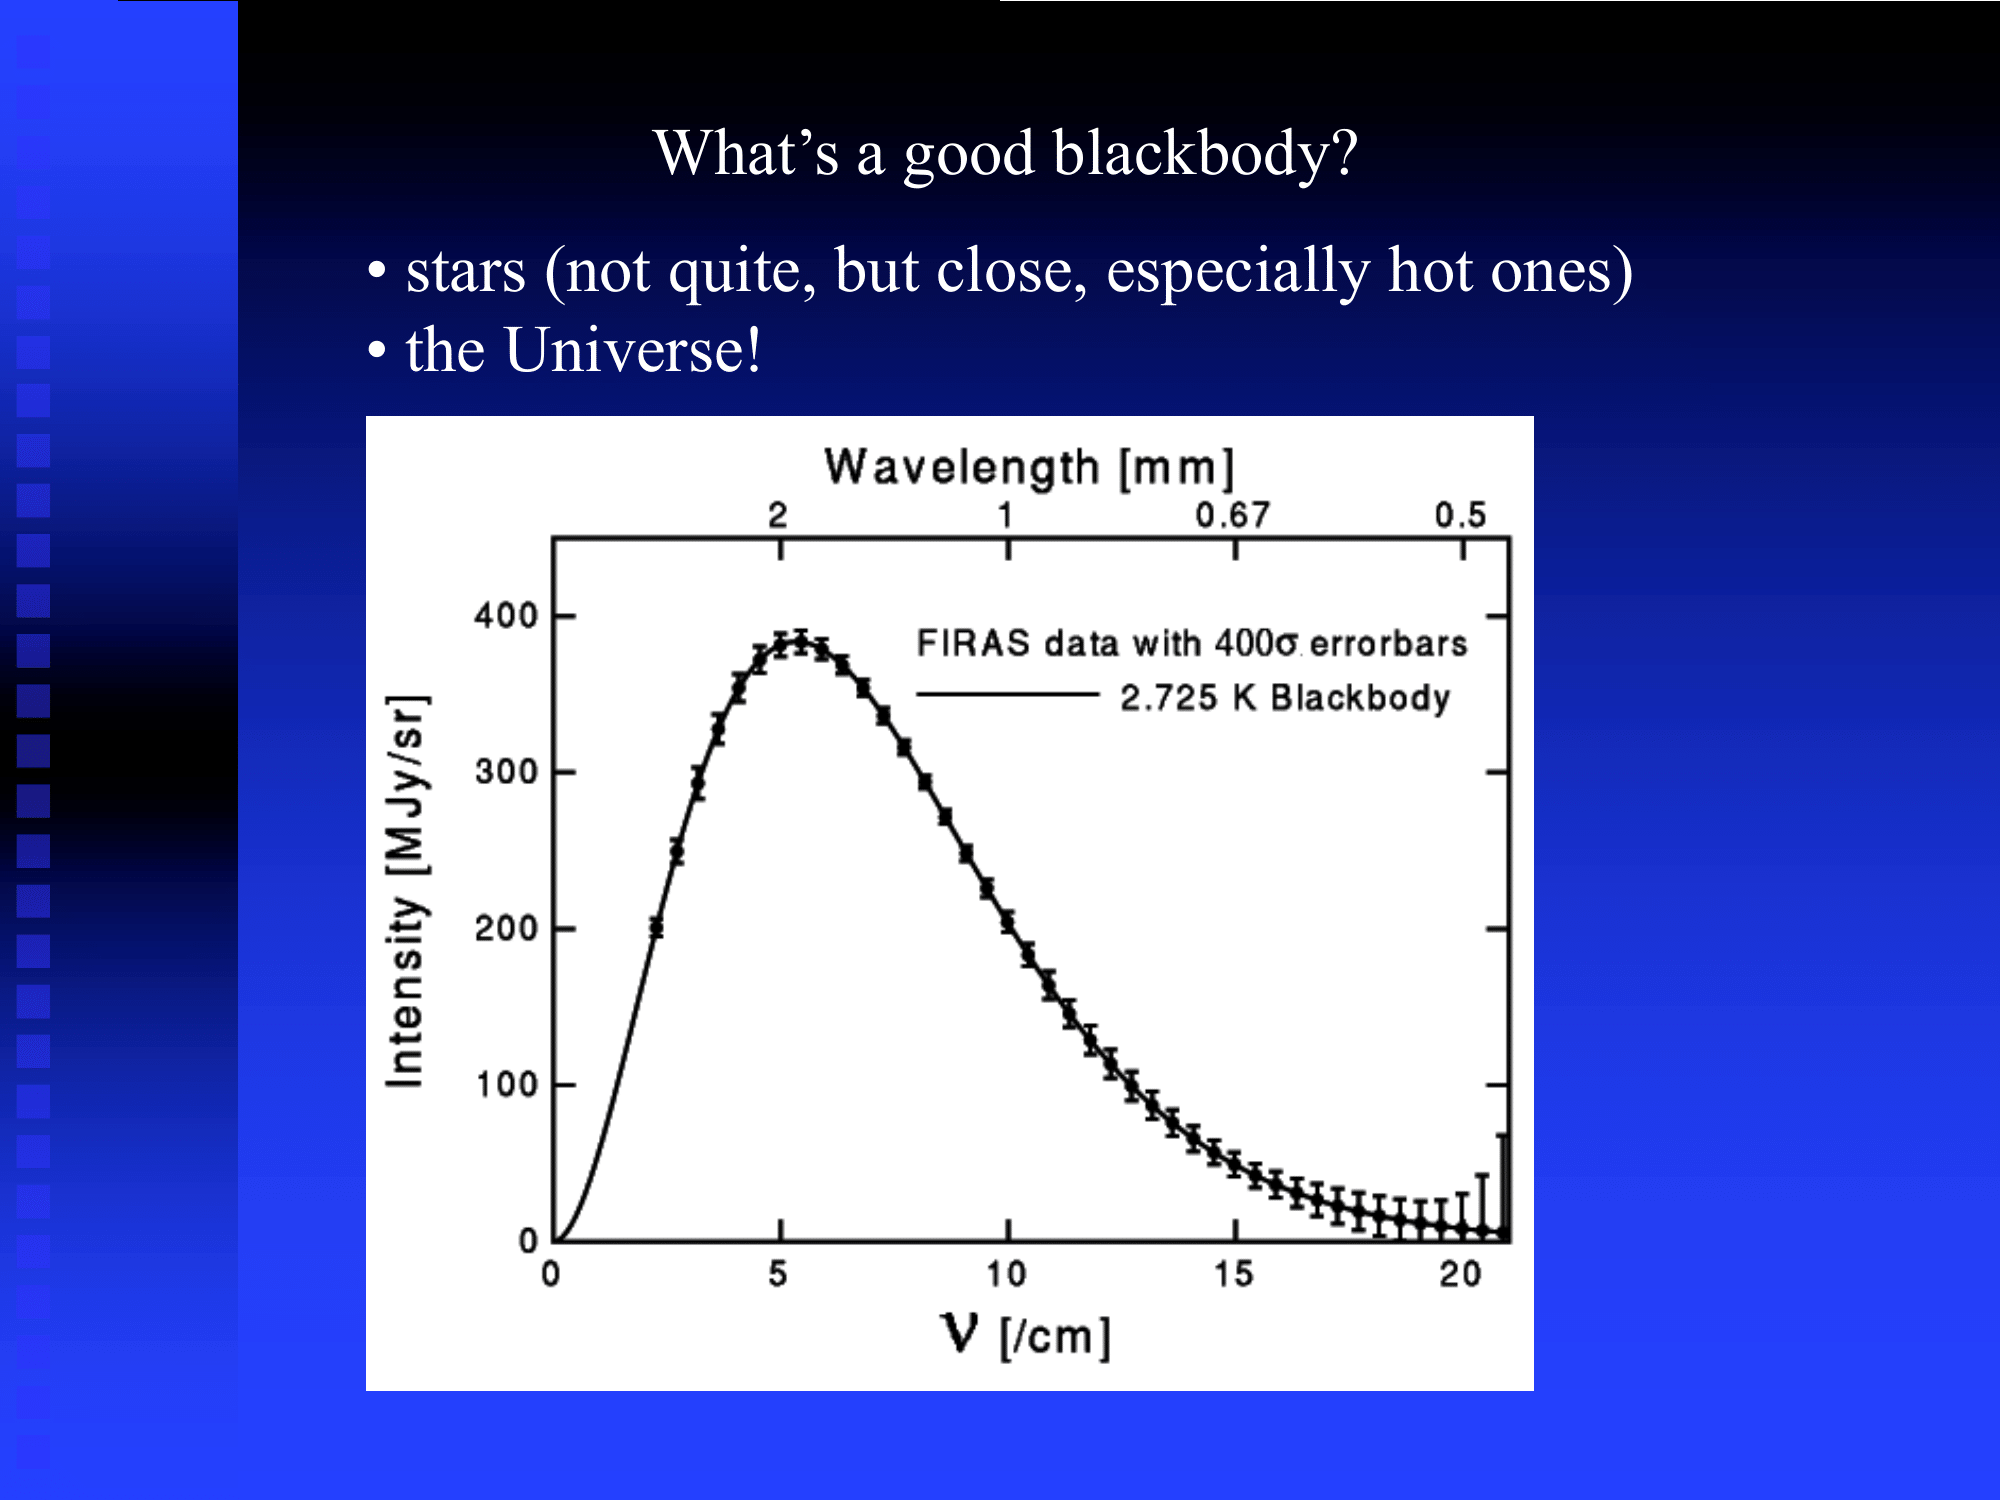 What’s a good blackbody?
• stars (not quite, but close, especially hot ones)
• the Universe!
Wavelength [mm]
2 1 0.67 0.5
400
FIRAS data with 400σ errorbars
2.725 K Blackbody
300
200
100
0
Intensity [MJy/sr]
0 5 10 15 20
ν [/cm]